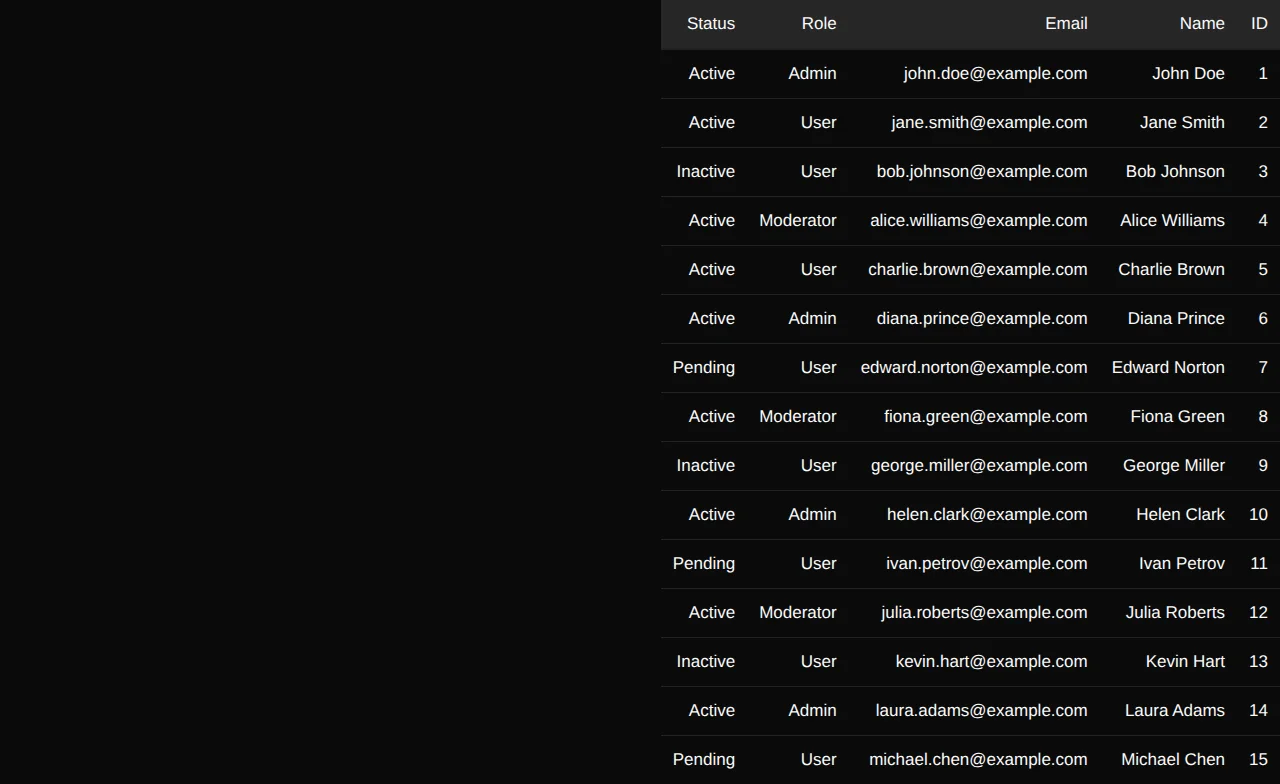 Status Role Email Name ID
Active Admin john.doe@example.com John Doe 1
Active User jane.smith@example.com Jane Smith 2
Inactive User bob.johnson@example.com Bob Johnson 3
Active Moderator alice.williams@example.com Alice Williams 4
Active User charlie.brown@example.com Charlie Brown 5
Active Admin diana.prince@example.com Diana Prince 6
Pending User edward.norton@example.com Edward Norton 7
Active Moderator fiona.green@example.com Fiona Green 8
Inactive User george.miller@example.com George Miller 9
Active Admin helen.clark@example.com Helen Clark 10
Pending User ivan.petrov@example.com Ivan Petrov 11
Active Moderator julia.roberts@example.com Julia Roberts 12
Inactive User kevin.hart@example.com Kevin Hart 13
Active Admin laura.adams@example.com Laura Adams 14
Pending User michael.chen@example.com Michael Chen 15